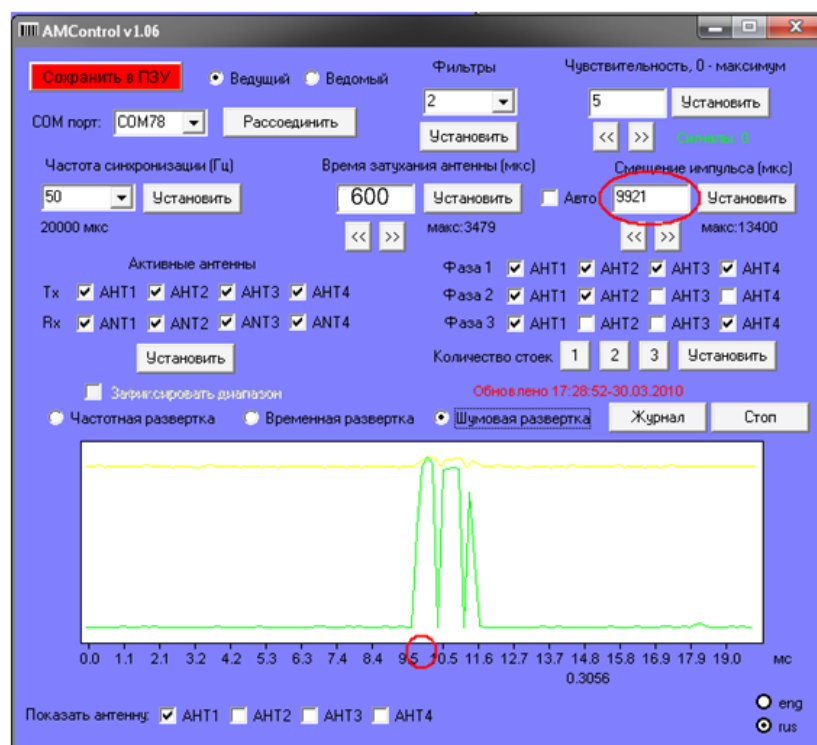 AMControl v1.06
Сохранить в ПЗУ
Ведущий
Ведомый
Фильтры
Чувствительность, 0 - максимум
2
5
Установить
COM порт:
COM78
Рассоединить
Установить
<<
>>
Сигналы: 0
Частота синхронизации (Гц)
Время затухания антенны (мкс)
Смещение импульса (мкс)
50
Установить
600
Установить
Авто
9921
Установить
20000 мкс
<<
>>
макс:3479
<<
>>
макс:13400
Активные антенны
Фаза 1 АНТ1 АНТ2 АНТ3 АНТ4
Tx АНТ1 АНТ2 АНТ3 АНТ4
Фаза 2 АНТ1 АНТ2 АНТ3 АНТ4
Rx ANT1 ANT2 ANT3 ANT4
Фаза 3 АНТ1 АНТ2 АНТ3 АНТ4
Установить
Количество стоек 1 2 3 Установить
Зафиксировать диапазон
Обновлено 17:28:52-30.03.2010
Частотная развертка
Временная развертка
Шумовая развертка
Журнал
Стоп
0.0 1.1 2.1 3.2 4.2 5.3 6.3 7.4 8.4 9.5 10.5 11.6 12.7 13.7 14.8 15.8 16.9 17.9 19.0 мс
0.3056
Показать антенну: АНТ1 АНТ2 АНТ3 АНТ4
eng
rus